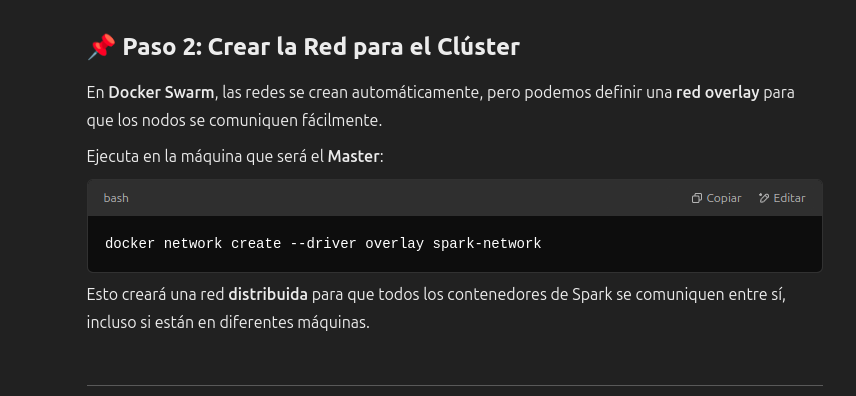 📌 Paso 2: Crear la Red para el Clúster
En Docker Swarm, las redes se crean automáticamente, pero podemos definir una red overlay para
que los nodos se comuniquen fácilmente.
Ejecuta en la máquina que será el Master:
bash
Copiar
Editar
docker network create --driver overlay spark-network
Esto creará una red distribuida para que todos los contenedores de Spark se comuniquen entre sí,
incluso si están en diferentes máquinas.